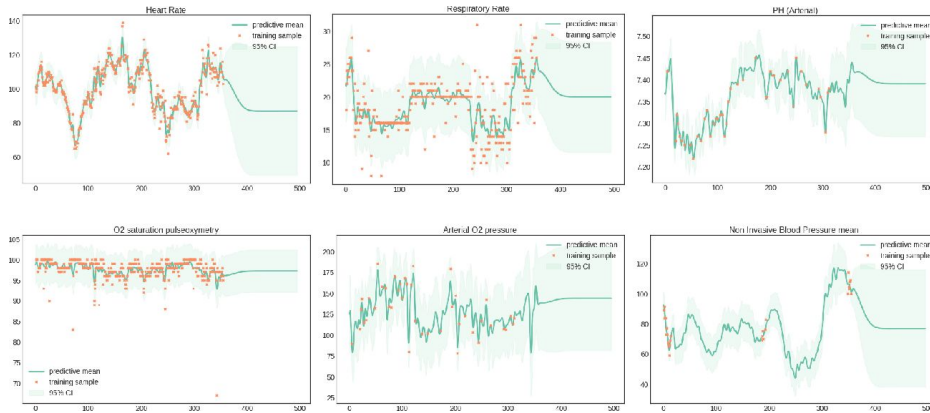 Heart Rate
predictive mean
training sample
95% CI
140
120
100
80
60
0 100 200 300 400 500
Respiratory Rate
predictive mean
training sample
95% CI
30
25
20
15
10
0 100 200 300 400 500
PH (Arterial)
predictive mean
training sample
95% CI
7.50
7.45
7.40
7.35
7.30
7.25
7.20
0 100 200 300 400 500
O2 saturation pulseoxymetry
105
100
95
90
85
80
75
70
predictive mean
training sample
95% CI
0 100 200 300 400 500
Arterial O2 pressure
predictive mean
training sample
95% CI
200
175
150
125
100
75
50
0 100 200 300 400 500
Non Invasive Blood Pressure mean
predictive mean
training sample
95% CI
120
100
80
60
40
0 100 200 300 400 500